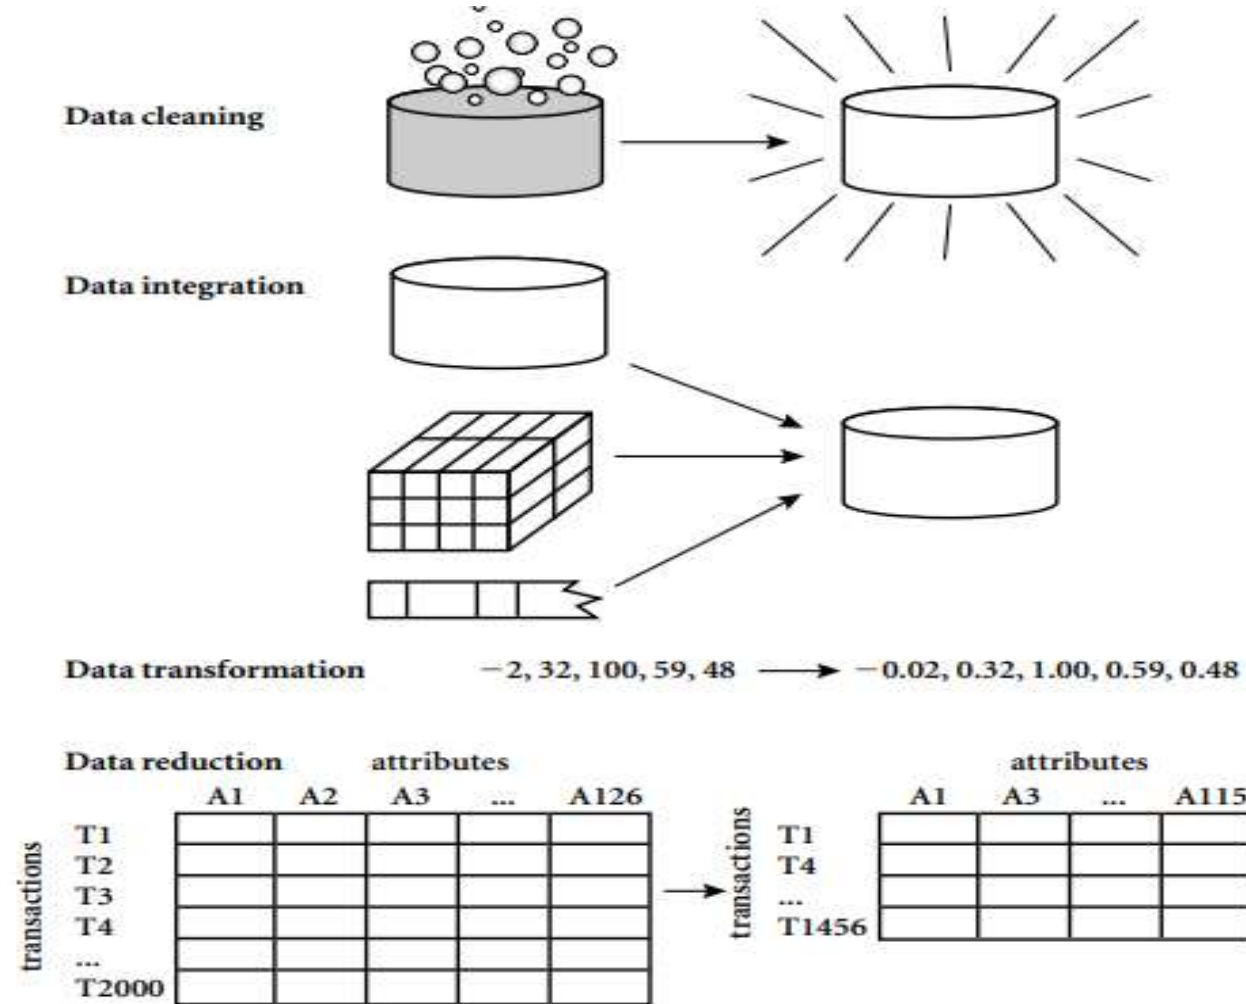 Data cleaning
Data integration
Data transformation −2, 32, 100, 59, 48 −0.02, 0.32, 1.00, 0.59, 0.48
Data reduction attributes attributes
A1 A2 A3 ... A126 A1 A3 ... A115
transactions
T1
T2
T3
T4
...
T2000
transactions
T1
T4
...
T1456